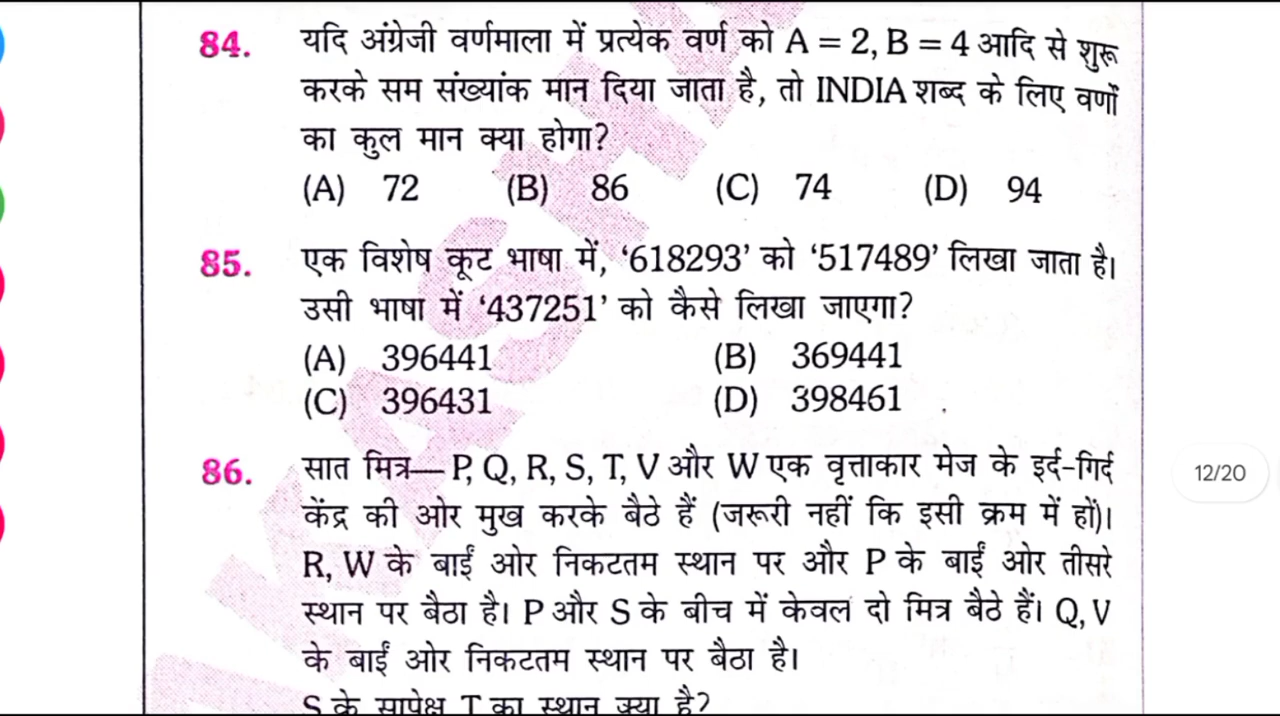 84. यदि अंग्रेजी वर्णमाला में प्रत्येक वर्ण को A = 2, B = 4 आदि से शुरू
करके सम संख्यांक मान दिया जाता है, तो INDIA शब्द के लिए वर्णों
का कुल मान क्या होगा?
(A) 72 (B) 86 (C) 74 (D) 94
85. एक विशेष कूट भाषा में, ‘618293’ को ‘517489’ लिखा जाता है।
उसी भाषा में ‘437251’ को कैसे लिखा जाएगा?
(A) 396441 (B) 369441
(C) 396431 (D) 398461
86. सात मित्र— P, Q, R, S, T, V और W एक वृत्ताकार मेज के इर्द-गिर्द
केंद्र की ओर मुख करके बैठे हैं (जरूरी नहीं कि इसी क्रम में हों)।
R, W के बाईं ओर निकटतम स्थान पर और P के बाईं ओर तीसरे
स्थान पर बैठा है। P और S के बीच में केवल दो मित्र बैठे हैं। Q, V
के बाईं ओर निकटतम स्थान पर बैठा है।
S के सापेक्ष T का स्थान क्या है?
12/20